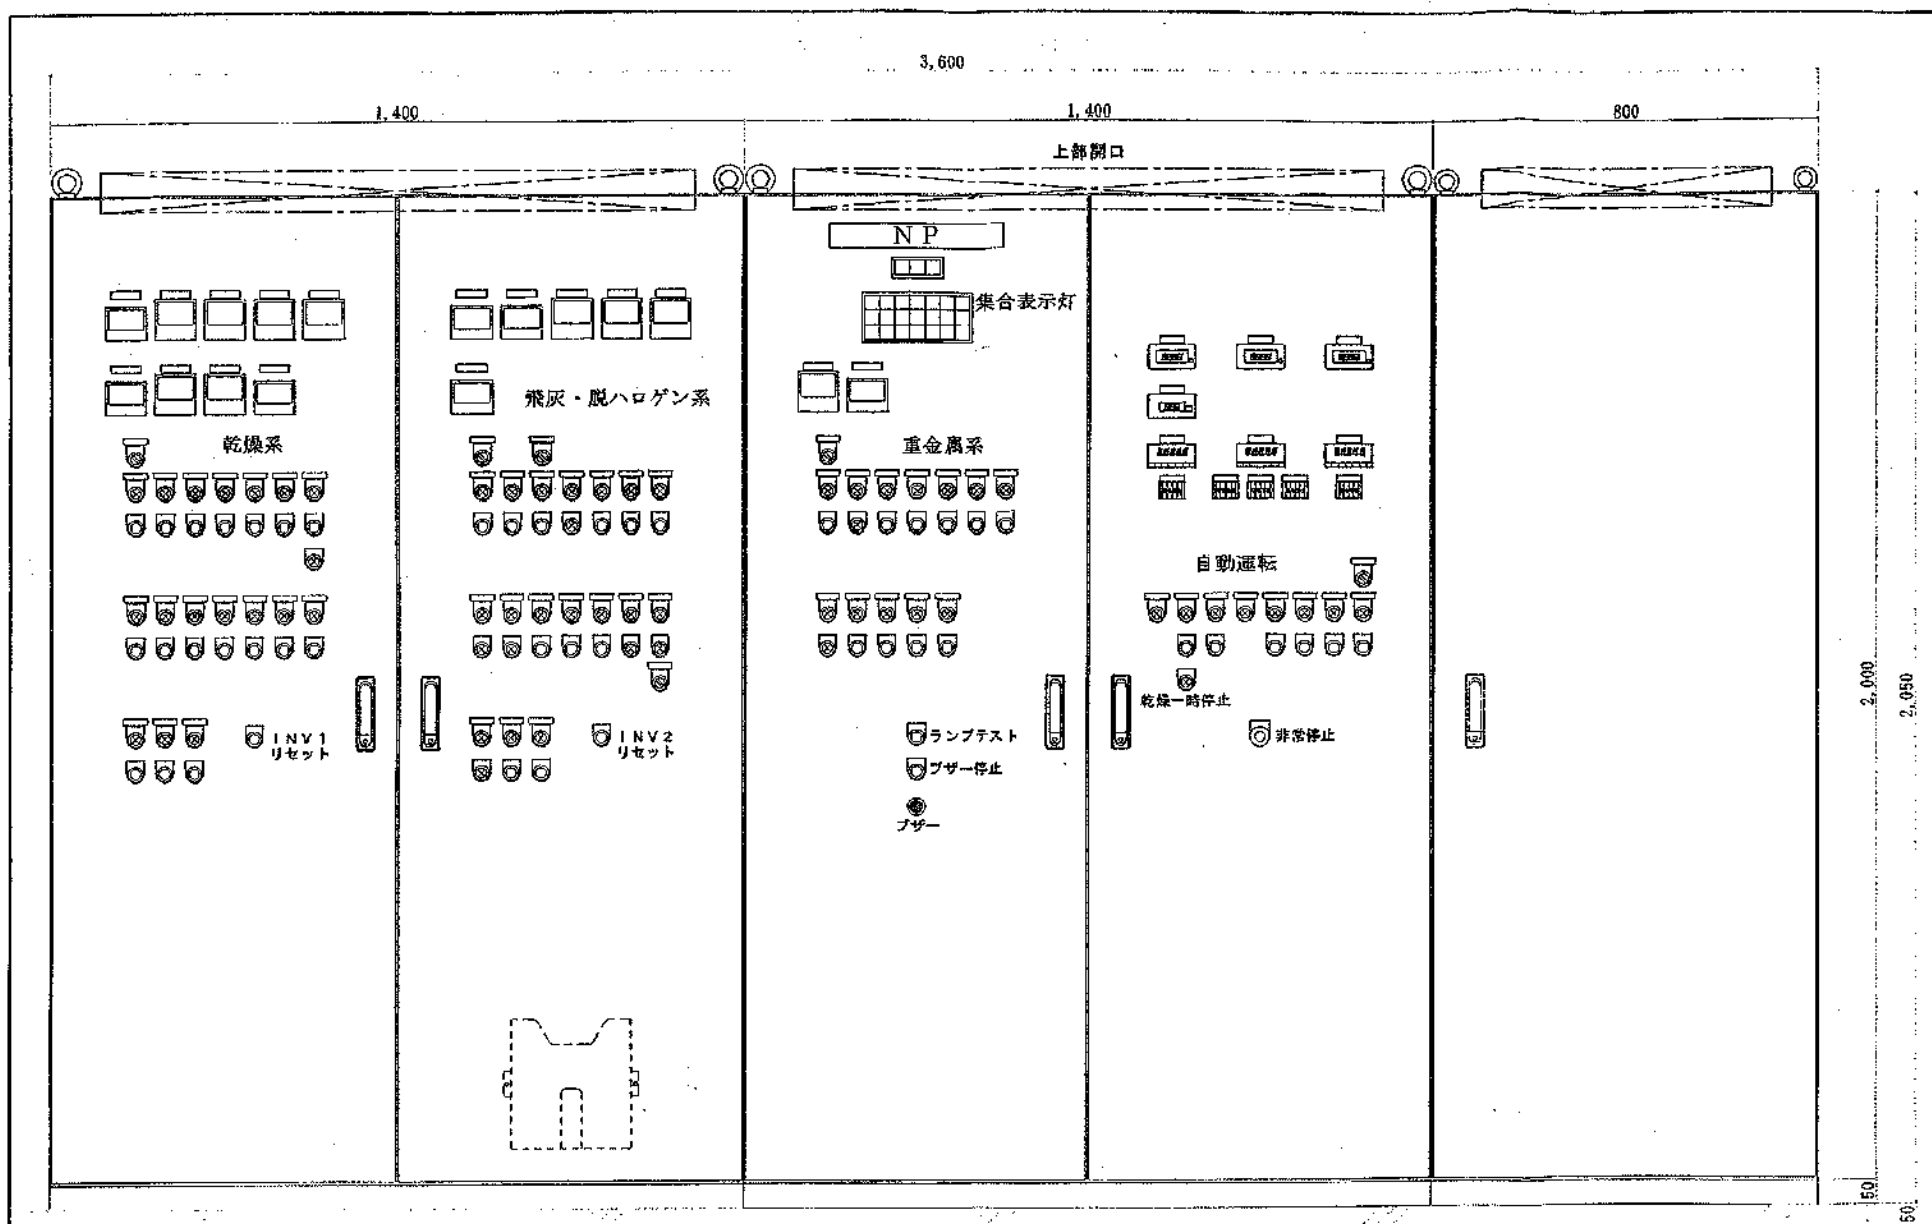 3,600
1,400
1,400
800
上部開口
NP
集合表示灯
飛灰・脱ハロゲン系
乾燥系
重金属系
自動運転
乾燥一時停止
INV1
リセット
INV2
リセット
ランプテスト
非常停止
ブザー停止
ブザー
2,000
2,050
50